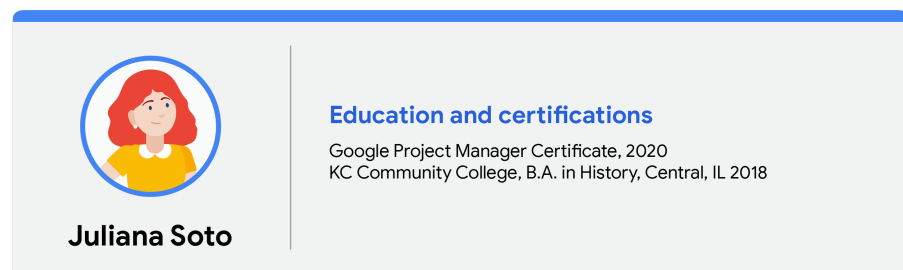 Juliana Soto
Education and certifications
Google Project Manager Certificate, 2020
KC Community College, B.A. in History, Central, IL 2018